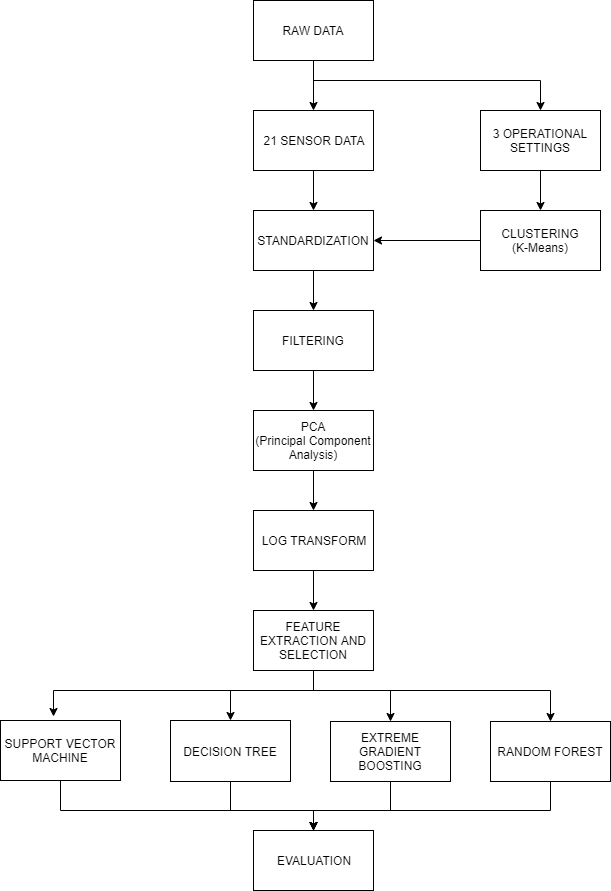 RAW DATA
21 SENSOR DATA
3 OPERATIONAL
SETTINGS
STANDARDIZATION
CLUSTERING
(K-Means)
FILTERING
PCA
(Principal Component
Analysis)
LOG TRANSFORM
FEATURE
EXTRACTION AND
SELECTION
SUPPORT VECTOR
MACHINE
DECISION TREE
EXTREME
GRADIENT
BOOSTING
RANDOM FOREST
EVALUATION